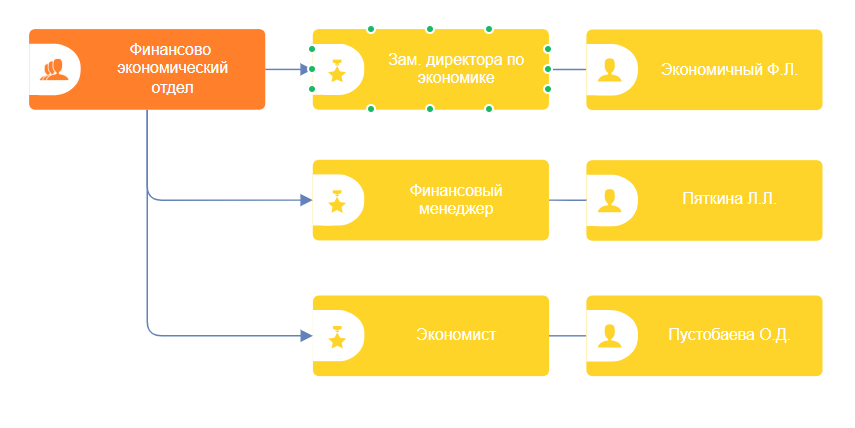 Финансово
экономический
отдел
Зам. директора по
экономике
Экономичный Ф.Л.
Финансовый
менеджер
Пяткина Л.Л.
Экономист
Пустобаева О.Д.